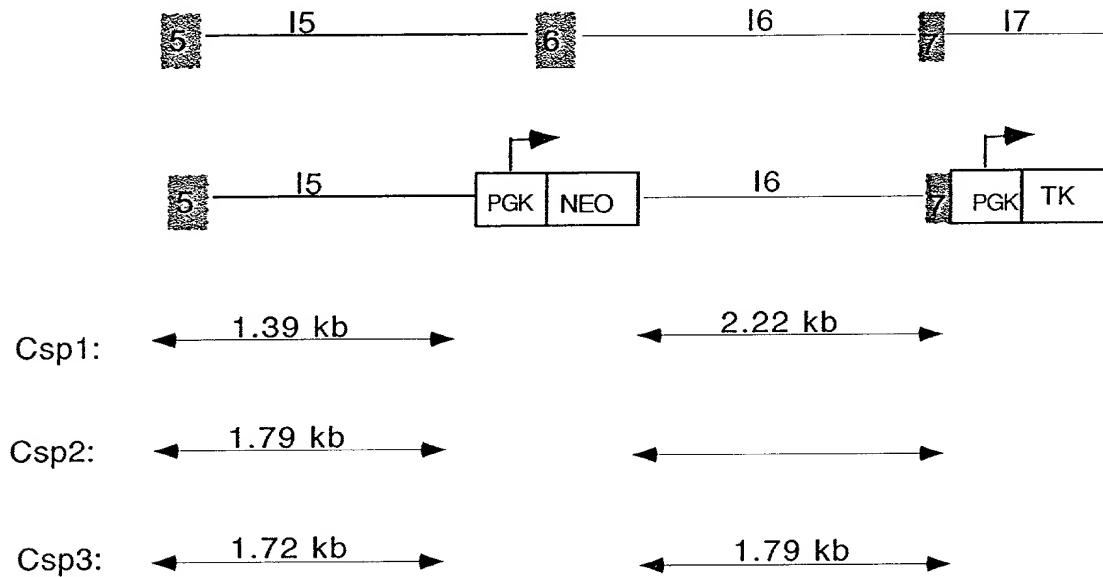 5 I5 6 I6 7 I7
5 I5 PGK NEO I6 7 PGK TK
Csp1: 1.39 kb 2.22 kb
Csp2: 1.79 kb
Csp3: 1.72 kb 1.79 kb